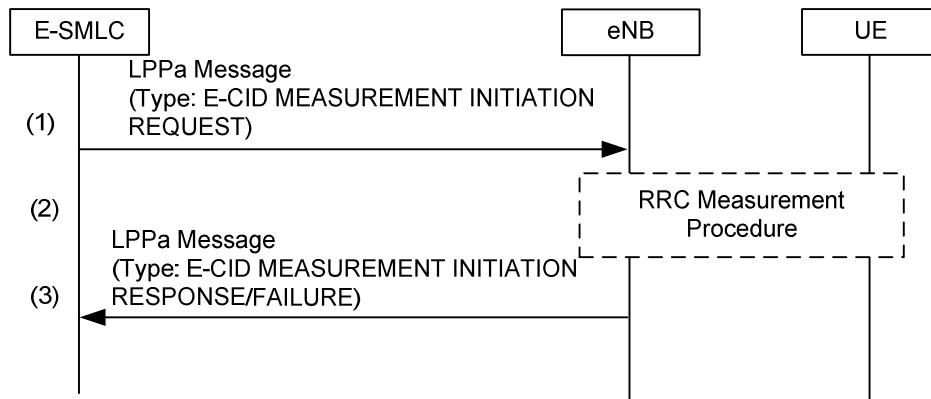 E-SMLC
eNB
UE
LPPa Message
(Type: E-CID MEASUREMENT INITIATION
REQUEST)
(1)
RRC Measurement
Procedure
(2)
LPPa Message
(Type: E-CID MEASUREMENT INITIATION
RESPONSE/FAILURE)
(3)